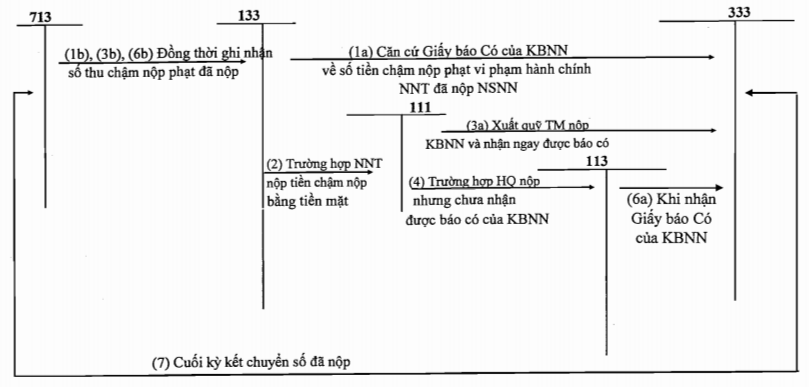 713
133
333
(1b), (3b), (6b) Đồng thời ghi nhận
số thu chậm nộp phạt đã nộp
(1a) Căn cứ Giấy báo Có của KBNN
về số tiền chậm nộp phạt vi phạm hành chính
NNT đã nộp NSNN
111
(3a) Xuất quỹ TM nôp
KBNN và nhận ngay được báo có
(2) Trường hợp NNT
nộp tiền chậm nộp
bằng tiền mặt
(4) Trường hợp HQ nộp
nhưng chưa nhận
được báo có của KBNN
113
(6a) Khi nhận
Giấy báo Có
của KBNN
(7) Cuối kỳ kết chuyển số đã nộp